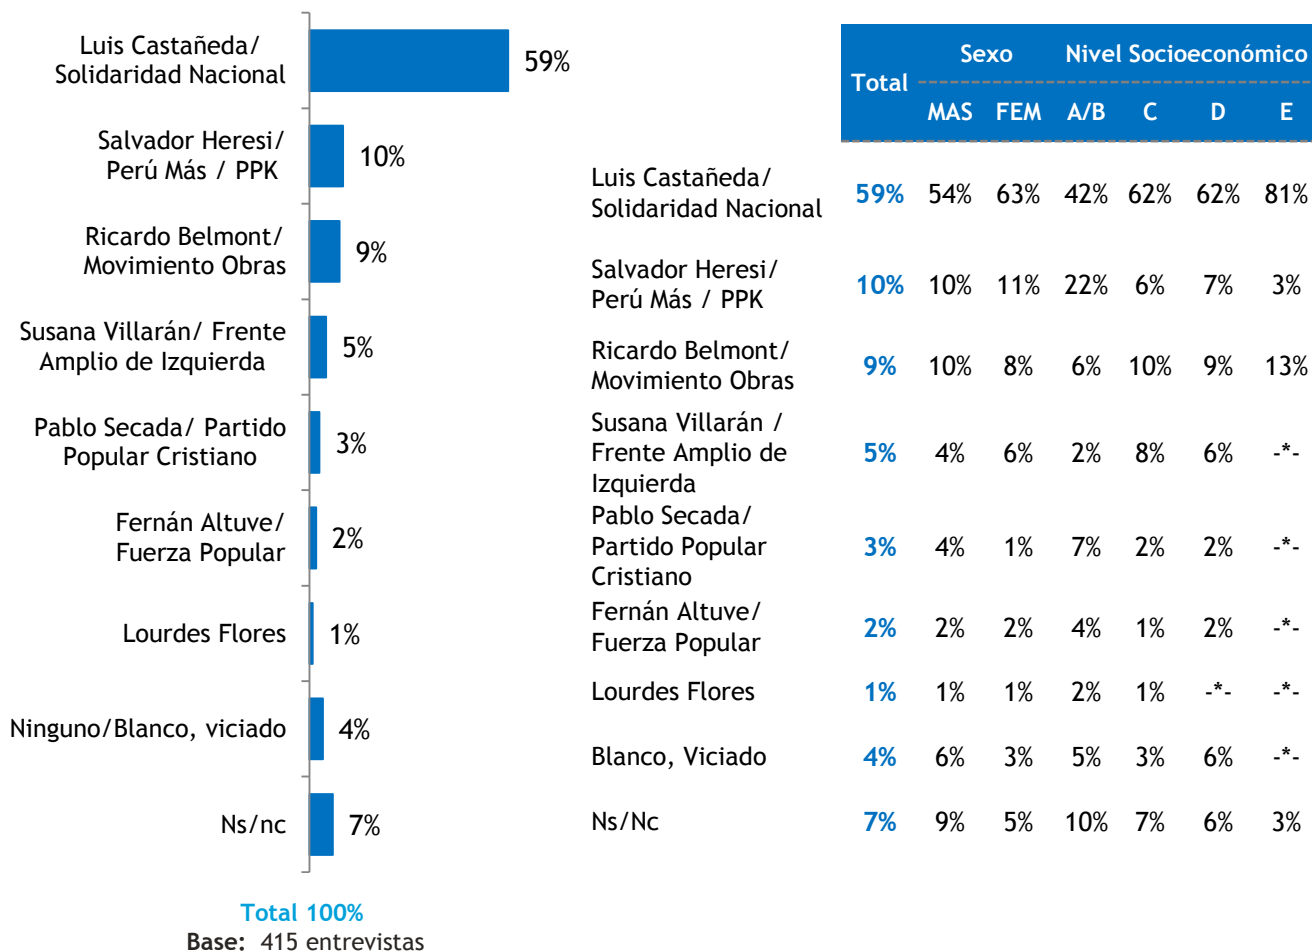 Luis Castañeda/
Solidaridad Nacional
59%
Salvador Heresi/
Perú Más / PPK
10%
Ricardo Belmont/
Movimiento Obras
9%
Susana Villarán/ Frente
Amplio de Izquierda
5%
Pablo Secada/ Partido
Popular Cristiano
3%
Fernán Altuve/
Fuerza Popular
2%
Lourdes Flores
1%
Ninguno/Blanco, viciado
4%
Ns/nc
7%
Total 100%
Base: 415 entrevistas
Total Sexo Nivel Socioeconómico
MAS FEM A/B C D E
Luis Castañeda/
Solidaridad Nacional
59% 54% 63% 42% 62% 62% 81%
Salvador Heresi/
Perú Más / PPK
10% 10% 11% 22% 6% 7% 3%
Ricardo Belmont/
Movimiento Obras
9% 10% 8% 6% 10% 9% 13%
Susana Villarán /
Frente Amplio de
Izquierda
5% 4% 6% 2% 8% 6% -*-
Pablo Secada/
Partido Popular
Cristiano
3% 4% 1% 7% 2% 2% -*-
Fernán Altuve/
Fuerza Popular
2% 2% 2% 4% 1% 2% -*-
Lourdes Flores 1% 1% 1% 2% 1% -*- -*-
Blanco, Viciado 4% 6% 3% 5% 3% 6% -*-
Ns/Nc 7% 9% 5% 10% 7% 6% 3%